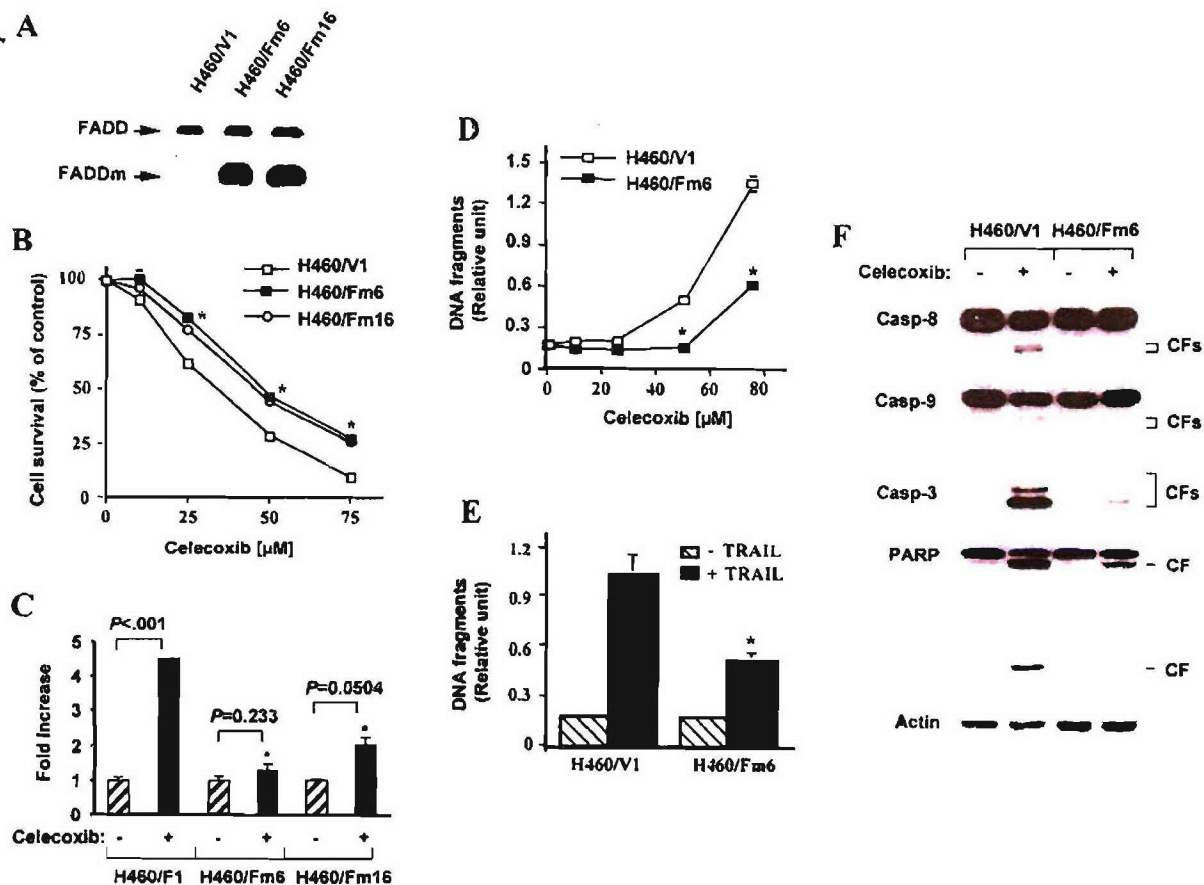 A
H460/V1
H460/Fm6
H460/Fm16
FADD
FADDm
B
Cell survival (% of control)
100
75
50
25
0
H460/V1
H460/Fm6
H460/Fm16
*
*
*
0 25 50 75
Celecoxib [µM]
C
Fold Increase
5
4
3
2
1
0
P<.001
P=0.233
P=0.0504
*
*
Celecoxib: - + - + - +
H460/F1 H460/Fm6 H460/Fm16
D
DNA fragments
(Relative unit)
1.5
1.2
0.9
0.6
0.3
0
H460/V1
H460/Fm6
*
*
0 20 40 60 80
Celecoxib [µM]
E
DNA fragments
(Relative unit)
1.2
0.9
0.6
0.3
0
- TRAIL
+ TRAIL
*
H460/V1 H460/Fm6
F
H460/V1 H460/Fm6
Celecoxib: - + - +
Casp-8
CFs
Casp-9
CFs
Casp-3
CFs
PARP
CF
CF
Actin